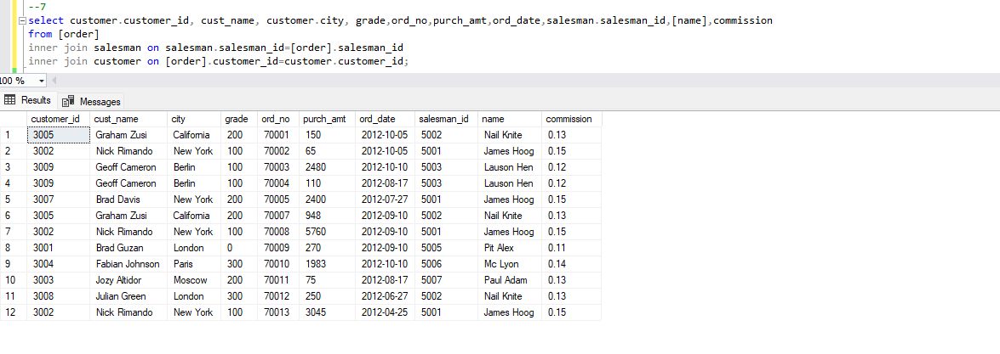 --7
select customer.customer_id, cust_name, customer.city, grade,ord_no,purch_amt,ord_date,salesman.salesman_id,[name],commission
from [order]
inner join salesman on salesman.salesman_id=[order].salesman_id
inner join customer on [order].customer_id=customer.customer_id;
100 %
Results Messages
customer_id cust_name city grade ord_no purch_amt ord_date salesman_id name commission
1 3005 Graham Zusi California 200 70001 150 2012-10-05 5002 Nail Knite 0.13
2 3002 Nick Rimando New York 100 70002 65 2012-10-05 5001 James Hoog 0.15
3 3009 Geoff Cameron Berlin 100 70003 2480 2012-10-10 5003 Lauson Hen 0.12
4 3009 Geoff Cameron Berlin 100 70004 110 2012-08-17 5003 Lauson Hen 0.12
5 3007 Brad Davis New York 200 70005 2400 2012-07-27 5001 James Hoog 0.15
6 3005 Graham Zusi California 200 70007 948 2012-09-10 5002 Nail Knite 0.13
7 3002 Nick Rimando New York 100 70008 5760 2012-09-10 5001 James Hoog 0.15
8 3001 Brad Guzan London 0 70009 270 2012-09-10 5005 Pit Alex 0.11
9 3004 Fabian Johnson Paris 300 70010 1983 2012-10-10 5006 Mc Lyon 0.14
10 3003 Jozy Altidor Moscow 200 70011 75 2012-08-17 5007 Paul Adam 0.13
11 3008 Julian Green London 300 70012 250 2012-06-27 5002 Nail Knite 0.13
12 3002 Nick Rimando New York 100 70013 3045 2012-04-25 5001 James Hoog 0.15